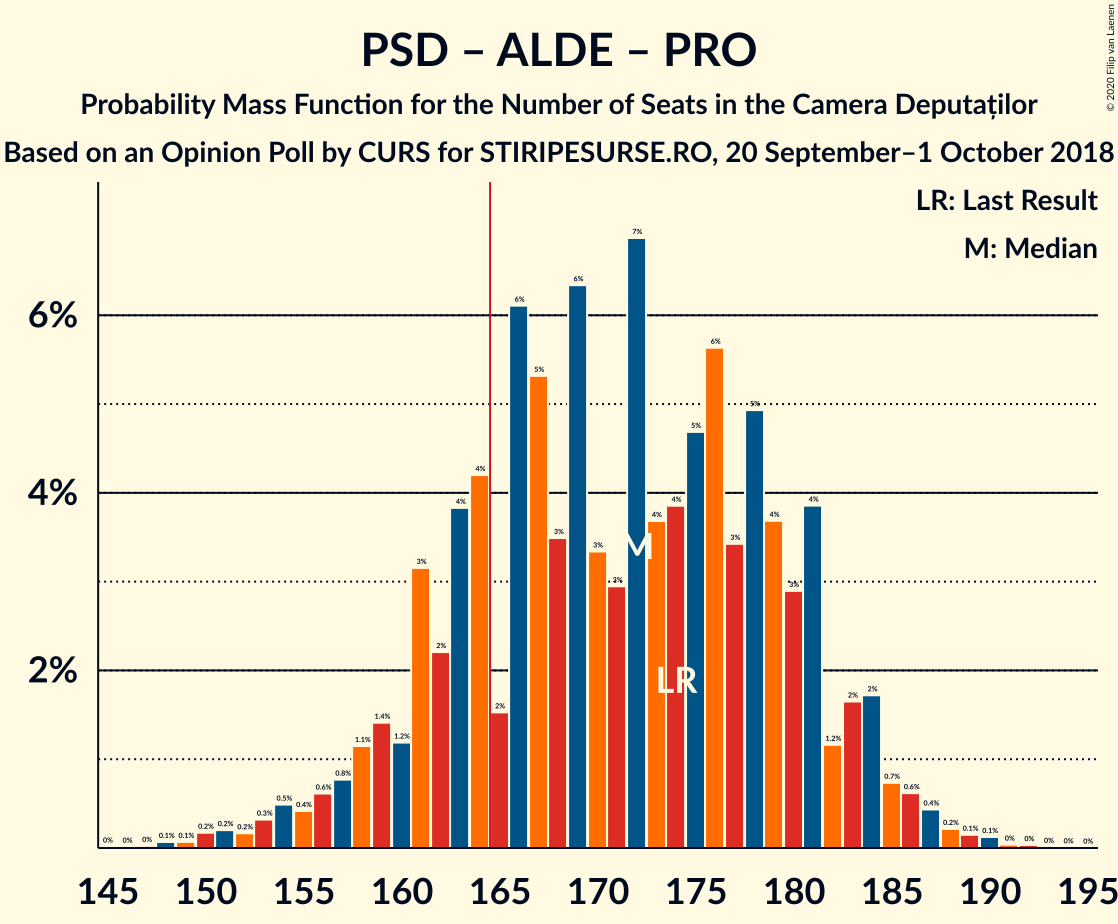 PSD – ALDE – PRO
Probability Mass Function for the Number of Seats in the Camera Deputaților
Based on an Opinion Poll by CURS for STIRIPESURSE.RO, 20 September–1 October 2018
© 2020 Filip van Laenen
LR: Last Result
M: Median
6%
4%
2%
0% 0% 0% 0.1% 0.1% 0.2% 0.2% 0.2% 0.3% 0.5% 0.4% 0.6% 0.8% 1.1% 1.4% 1.2% 3% 2% 4% 4% 2% 6% 5% 3% 6% 3% 3% 7% 4% 4% 5% 6% 3% 5% 4% 3% 4% 1.2% 2% 2% 0.7% 0.6% 0.4% 0.2% 0.1% 0.1% 0% 0% 0% 0% 0%
M
LR
145 150 155 160 165 170 175 180 185 190 195